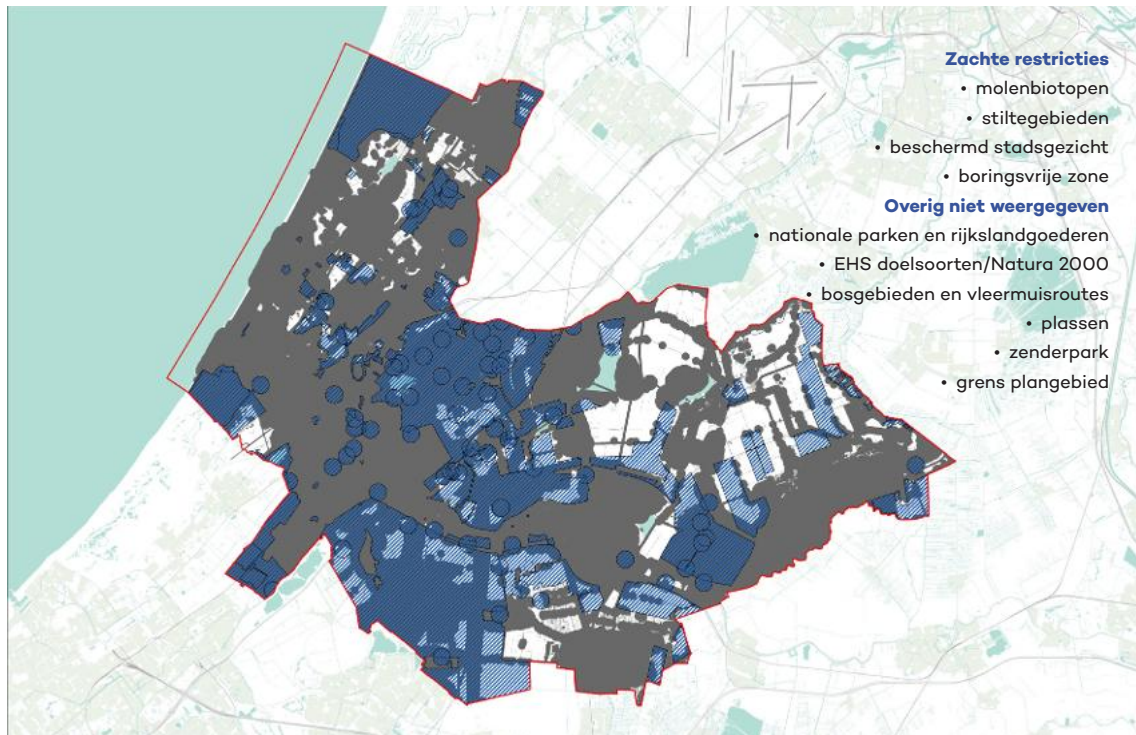 Zachte restricties
• molenbiotopen
• stiltegebieden
• beschermd stadsgezicht
• boringsvrije zone
Overig niet weergegeven
• nationale parken en rijkslandgoederen
• EHS doelsoorten/Natura 2000
• bosgebieden en vleermuisroutes
• plassen
• zenderpark
• grens plangebied